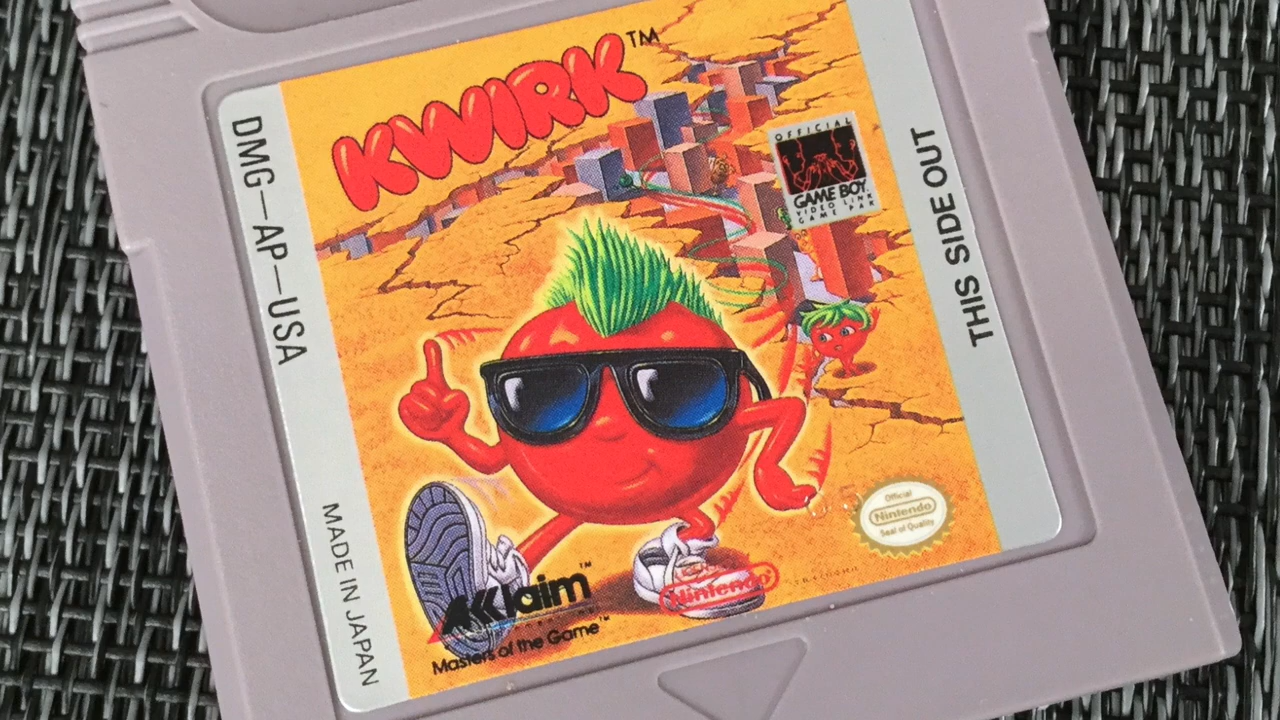 KWIRK™
DMG—AP—USA
MADE IN JAPAN
OFFICIAL
GAME BOY.
VIDEO LINK
GAME PAK
THIS SIDE OUT
Official
Nintendo
Seal of Quality
Akklaim™
Masters of the Game™
Nintendo®